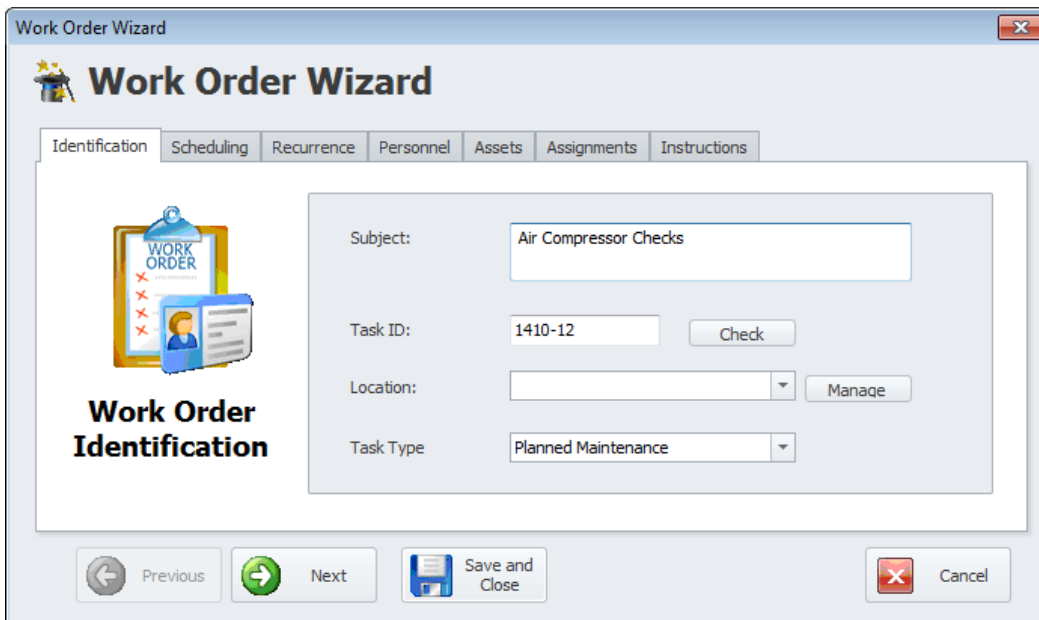 Work Order Wizard
Work Order Wizard
Identification Scheduling Recurrence Personnel Assets Assignments Instructions
WORK
ORDER
Work Order
Identification
Subject: Air Compressor Checks
Task ID: 1410-12 Check
Location: Manage
Task Type Planned Maintenance
Previous Next Save and
Close
Cancel